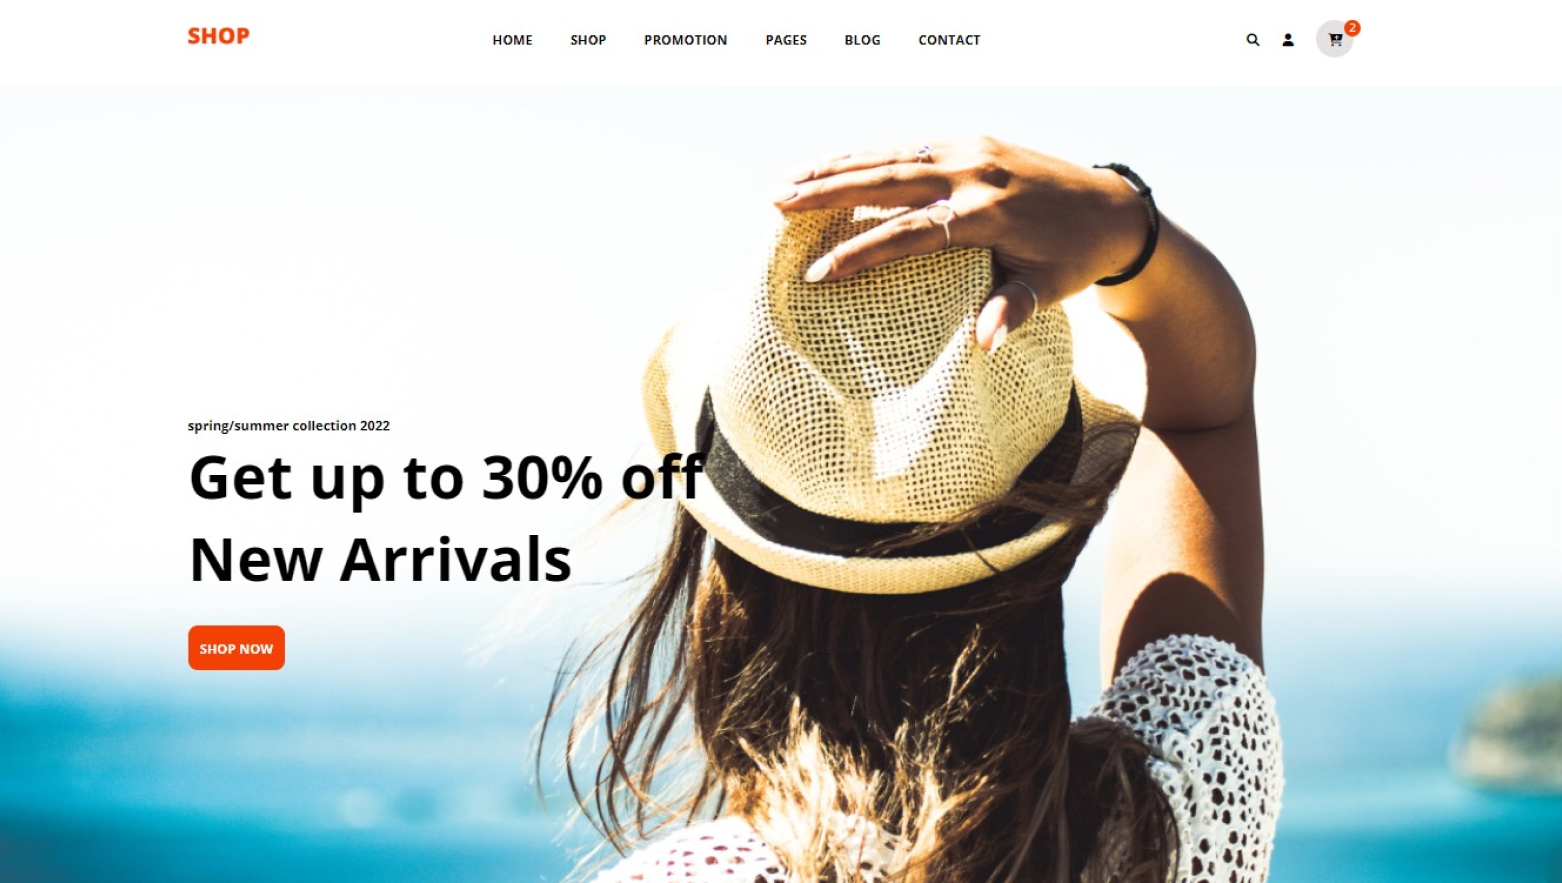 SHOP
HOME SHOP PROMOTION PAGES BLOG CONTACT
2
spring/summer collection 2022
Get up to 30% off
New Arrivals
SHOP NOW